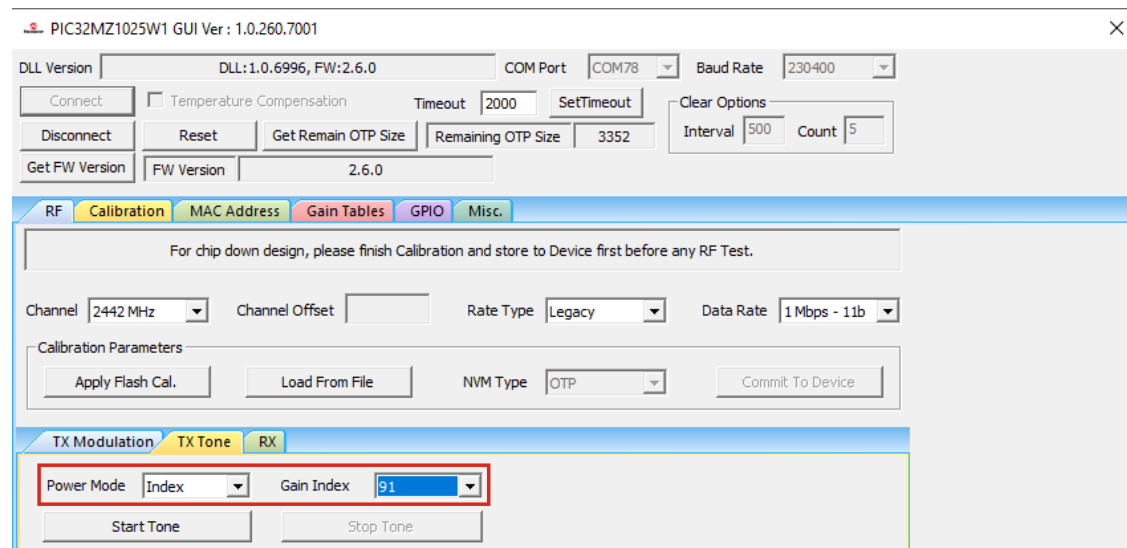 PIC32MZ1025W1 GUI Ver : 1.0.260.7001
DLL Version DLL:1.0.6996, FW:2.6.0 COM Port COM78 Baud Rate 230400
Connect Temperature Compensation Timeout 2000 SetTimeout Clear Options
Disconnect Reset Get Remain OTP Size Remaining OTP Size 3352 Interval 500 Count 5
Get FW Version FW Version 2.6.0
RF Calibration MAC Address Gain Tables GPIO Misc.
For chip down design, please finish Calibration and store to Device first before any RF Test.
Channel 2442 MHz Channel Offset Rate Type Legacy Data Rate 1 Mbps - 11b
Calibration Parameters
Apply Flash Cal. Load From File NVM Type OTP Commit To Device
TX Modulation TX Tone RX
Power Mode Index Gain Index 91
Start Tone Stop Tone